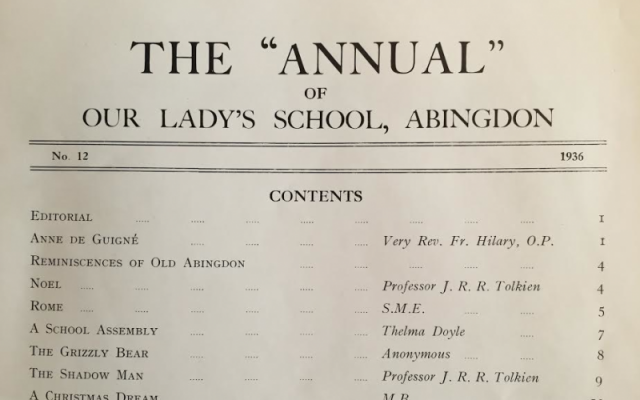 THE “ANNUAL”
OF
OUR LADY’S SCHOOL, ABINGDON
No. 12 1936
CONTENTS
Editorial ..... ..... ..... ..... ..... ..... ..... ..... 1
Anne de Guigné ..... ..... ..... ..... Very Rev. Fr. Hilary, O.P. 1
Reminiscences of Old Abingdon ..... ..... ..... ..... ..... 4
Noel ..... ..... ..... ..... ..... Professor J. R. R. Tolkien 4
Rome ..... ..... ..... ..... ..... S.M.E. ..... ..... 5
A School Assembly ..... ..... ..... ..... Thelma Doyle ..... 7
The Grizzly Bear ..... ..... ..... ..... Anonymous ..... ..... 8
The Shadow Man ..... ..... ..... ..... Professor J. R. R. Tolkien 9
A Christmas Dream ..... ..... ..... ..... M.B. ..... .....